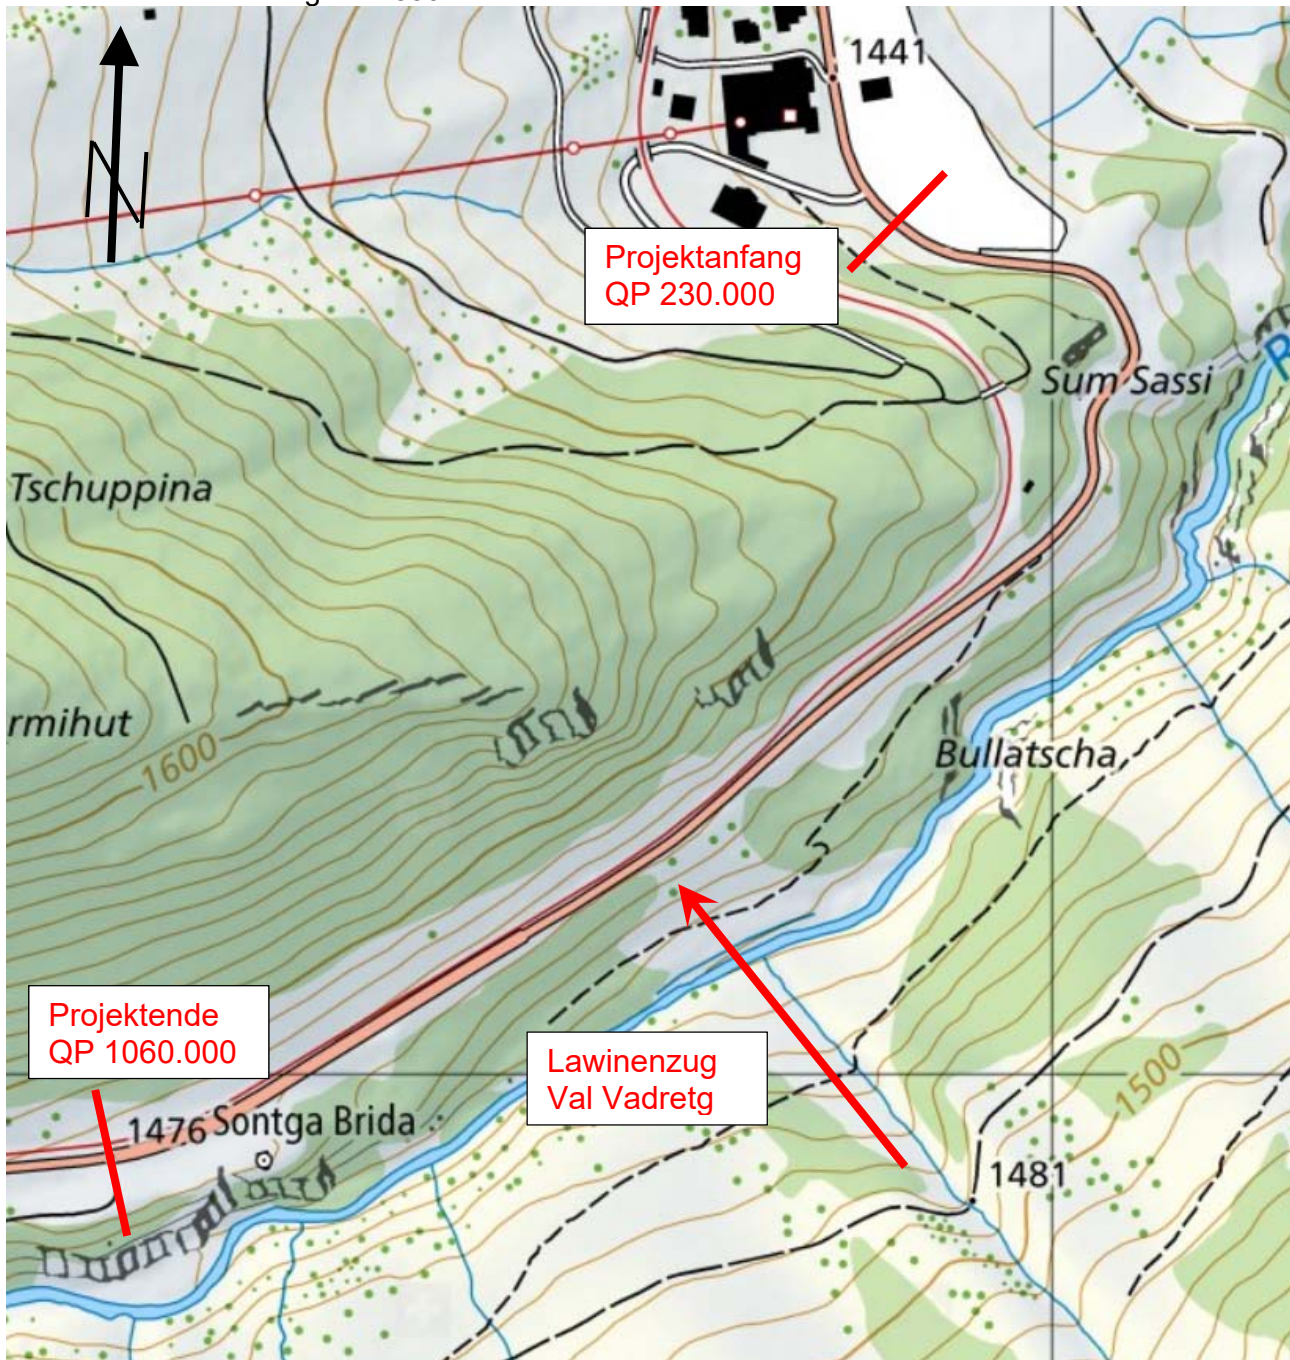 1441
Projektanfang
QP 230.000
Sum Sassi
Tschuppina
rmihut
1600
Bullatscha
Projektende
QP 1060.000
Lawinenzug
Val Vadretg
1500
1476 Sontga Brida
1481